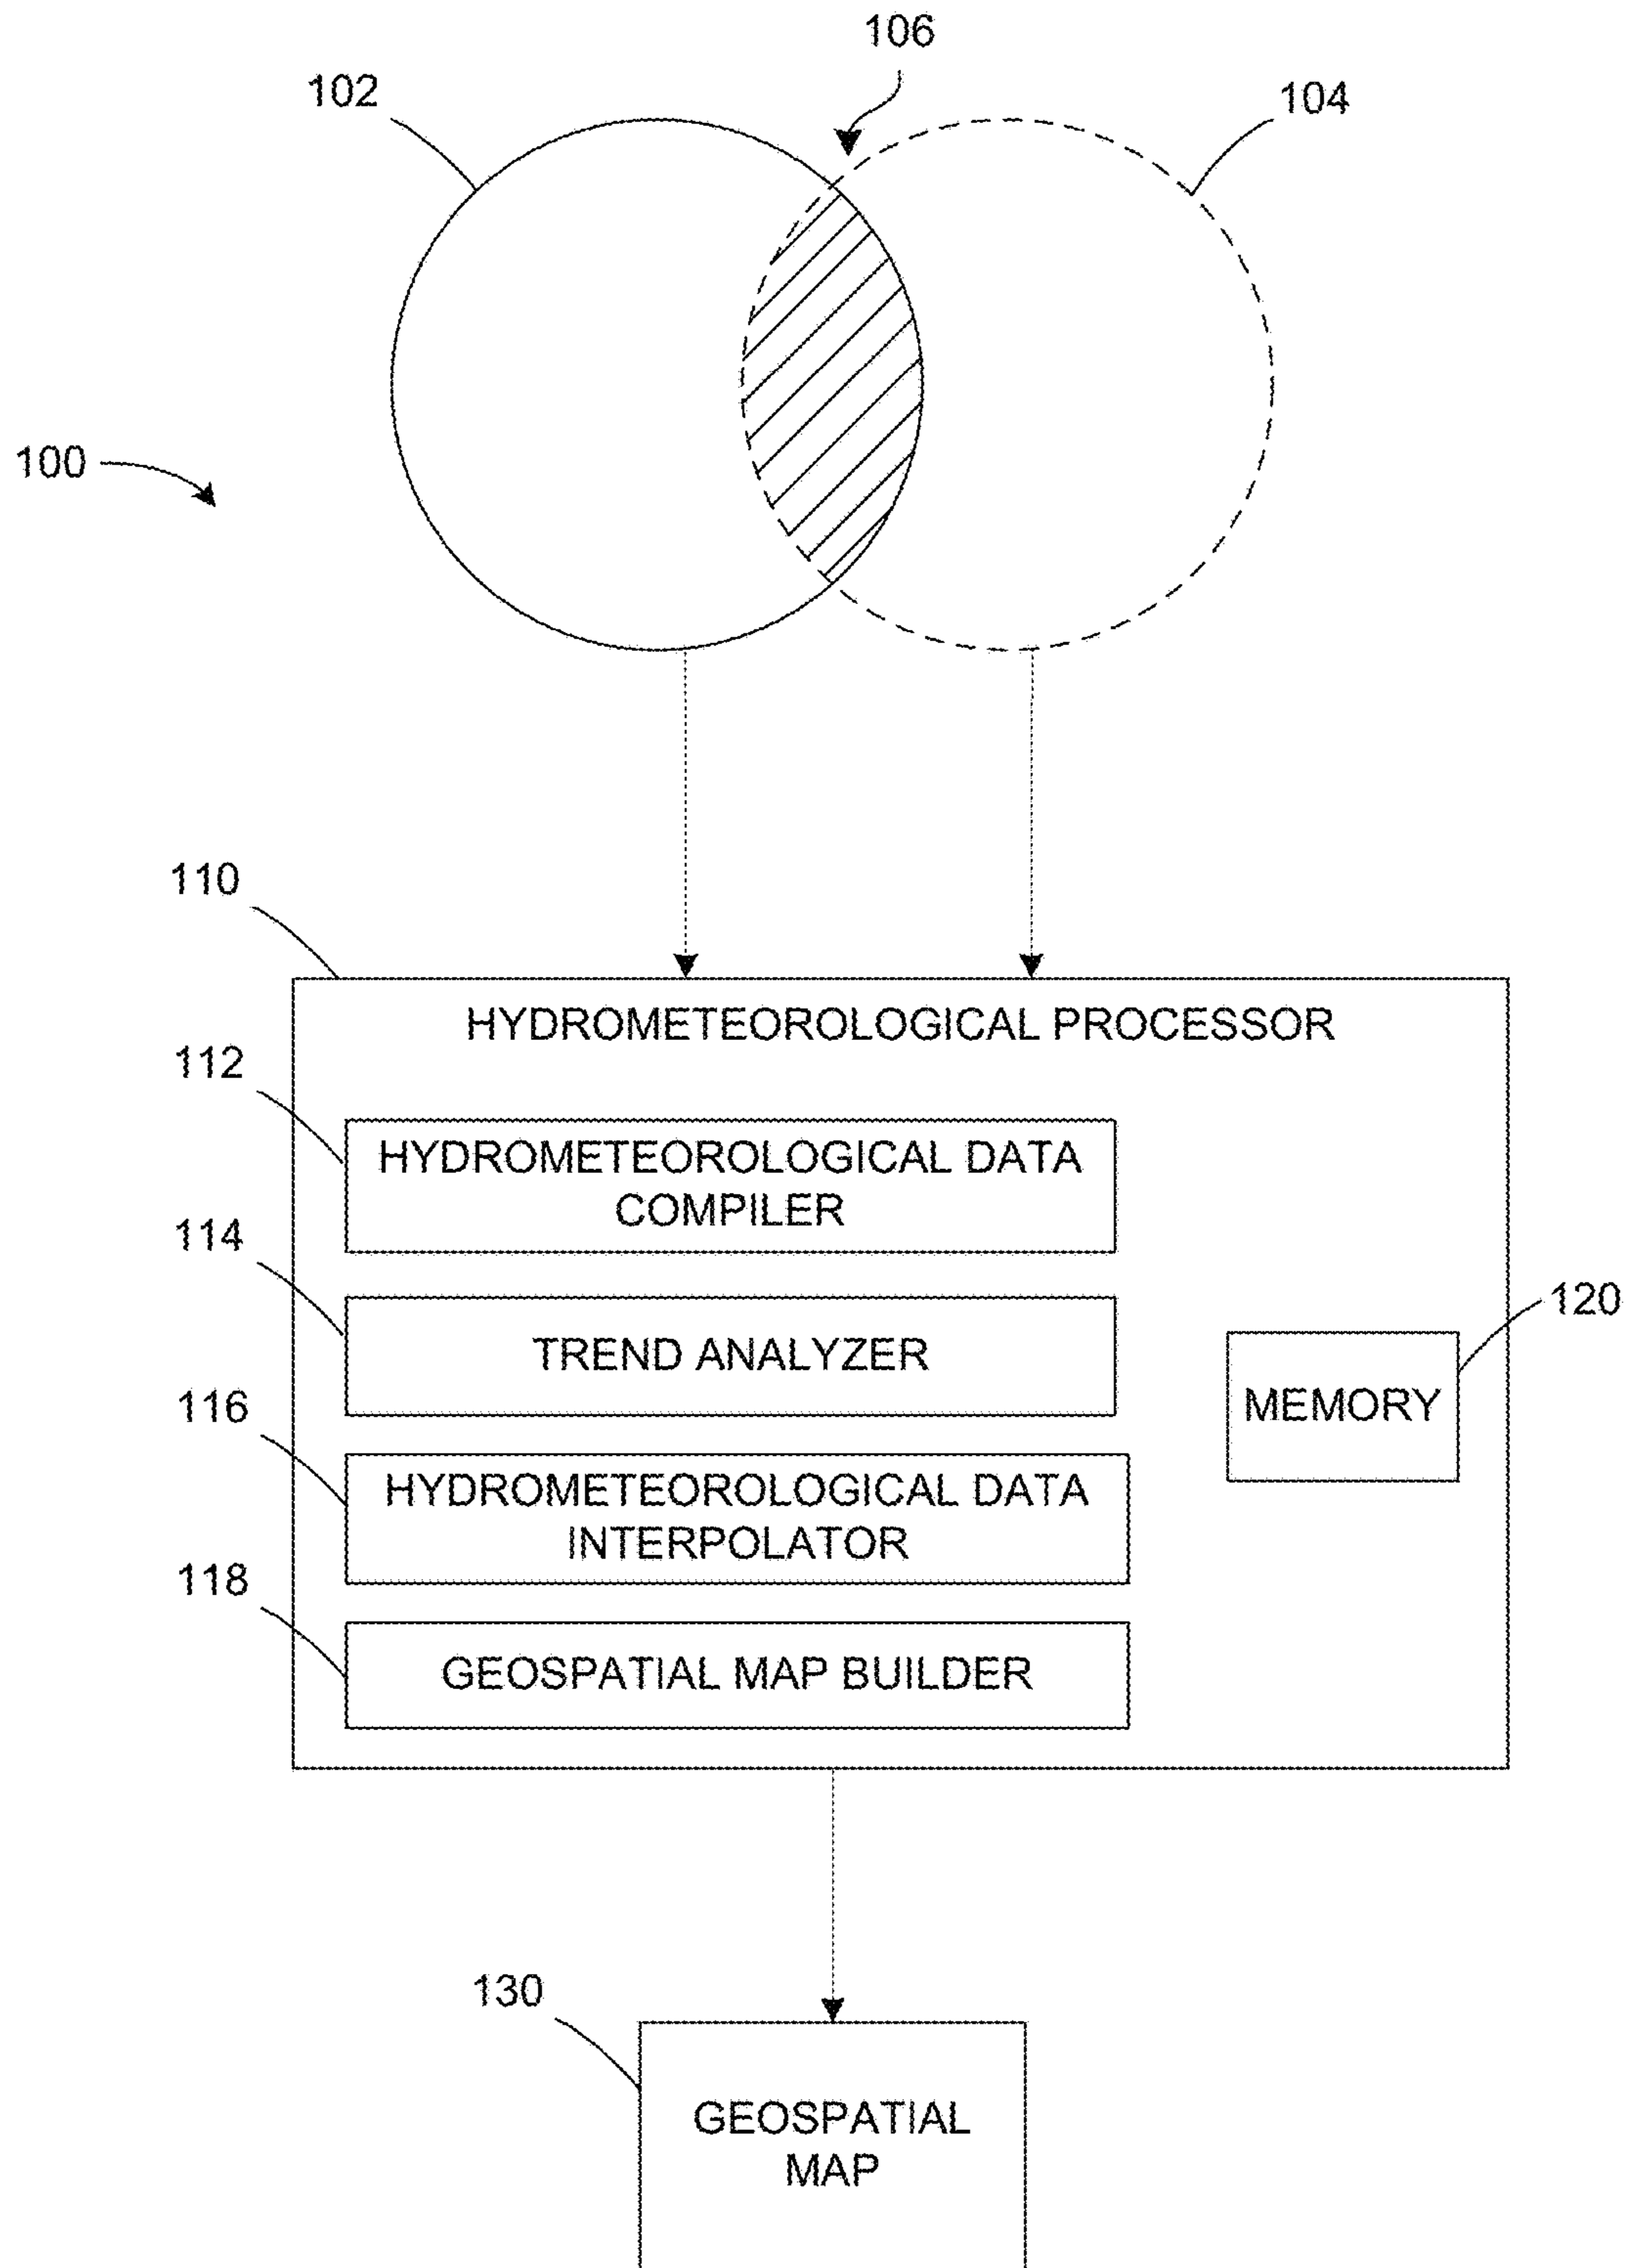 106
102
104
100
110
HYDROMETEOROLOGICAL PROCESSOR
112
HYDROMETEOROLOGICAL DATA
COMPILER
114
TREND ANALYZER
120
MEMORY
116
HYDROMETEOROLOGICAL DATA
INTERPOLATOR
118
GEOSPATIAL MAP BUILDER
130
GEOSPATIAL
MAP